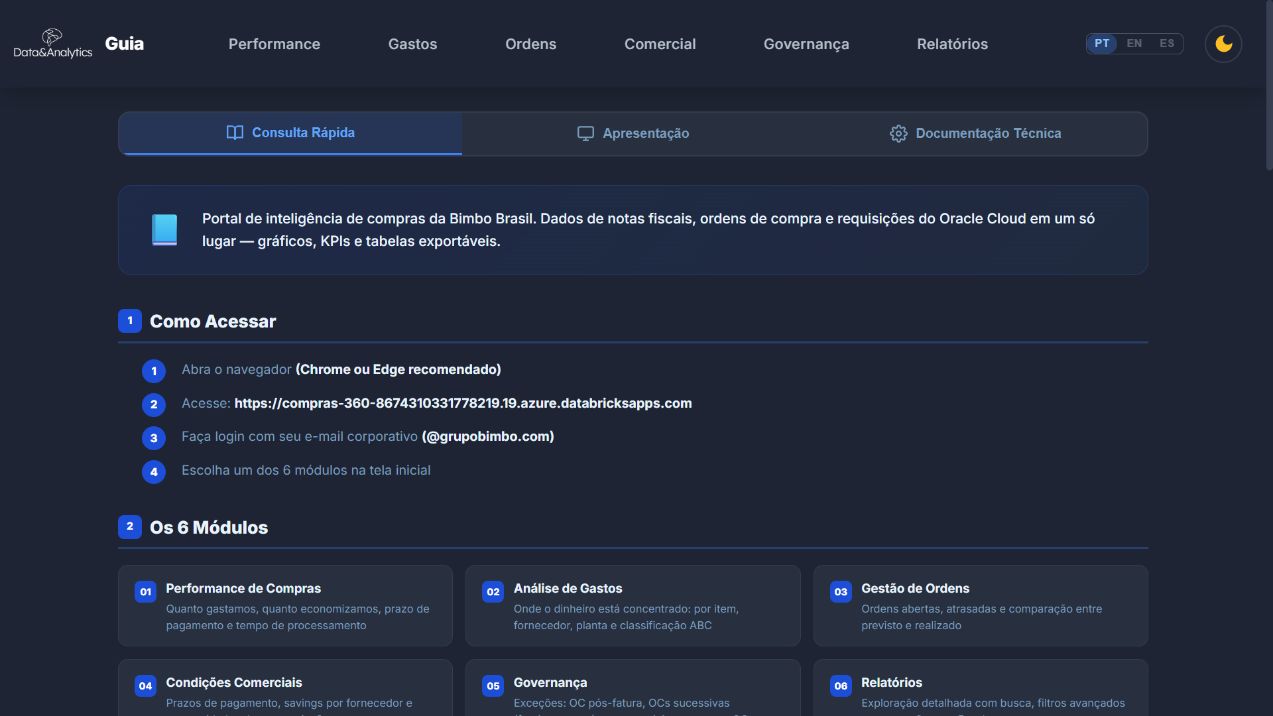 Data&Analytics Guia Performance Gastos Ordens Comercial Governança Relatórios PT EN ES
Consulta Rápida Apresentação Documentação Técnica
Portal de inteligência de compras da Bimbo Brasil. Dados de notas fiscais, ordens de compra e requisições do Oracle Cloud em um só
lugar — gráficos, KPIs e tabelas exportáveis.
1 Como Acessar
1 Abra o navegador (Chrome ou Edge recomendado)
2 Acesse: https://compras-360-8674310331778219.19.azure.databricksapps.com
3 Faça login com seu e-mail corporativo (@grupobimbo.com)
4 Escolha um dos 6 módulos na tela inicial
2 Os 6 Módulos
01 Performance de Compras
Quanto gastamos, quanto economizamos, prazo de
pagamento e tempo de processamento
02 Análise de Gastos
Onde o dinheiro está concentrado: por item,
fornecedor, planta e classificação ABC
03 Gestão de Ordens
Ordens abertas, atrasadas e comparação entre
previsto e realizado
04 Condições Comerciais
Prazos de pagamento, savings por fornecedor e
05 Governança
Exceções: OC pós-fatura, OCs sucessivas
06 Relatórios
Exploração detalhada com busca, filtros avançados